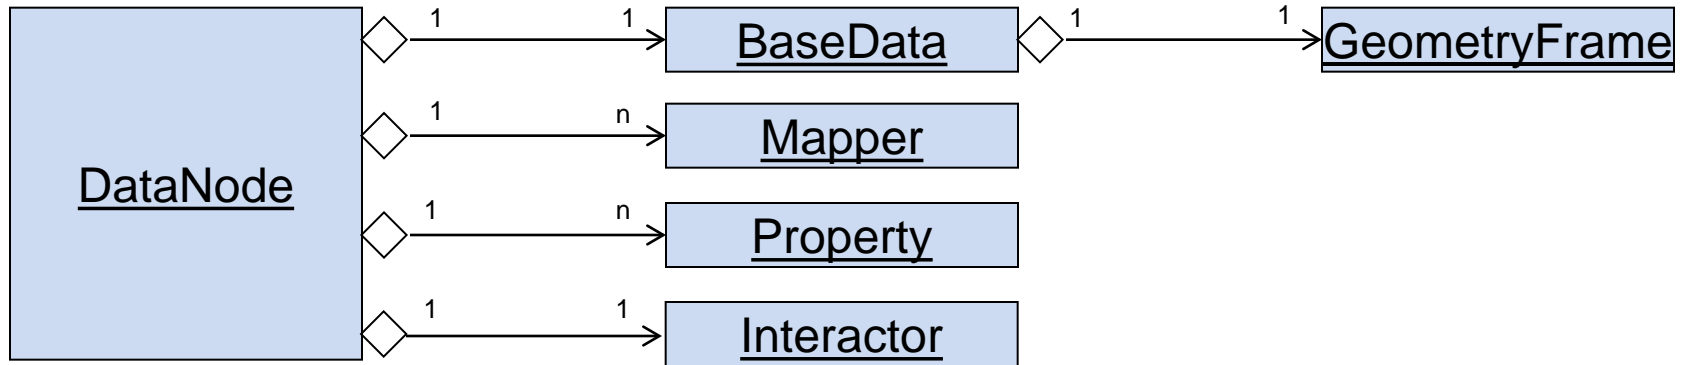 1 1 1 1
BaseData GeometryFrame
1 n
Mapper
DataNode
1 n
Property
1 1
Interactor